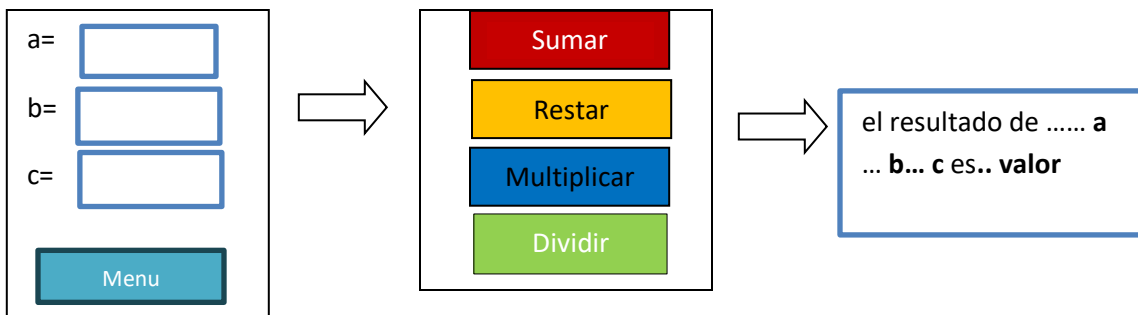 a=
b=
c=
Menu
Sumar
Restar
Multiplicar
Dividir
el resultado de …… a
… b… c es.. valor